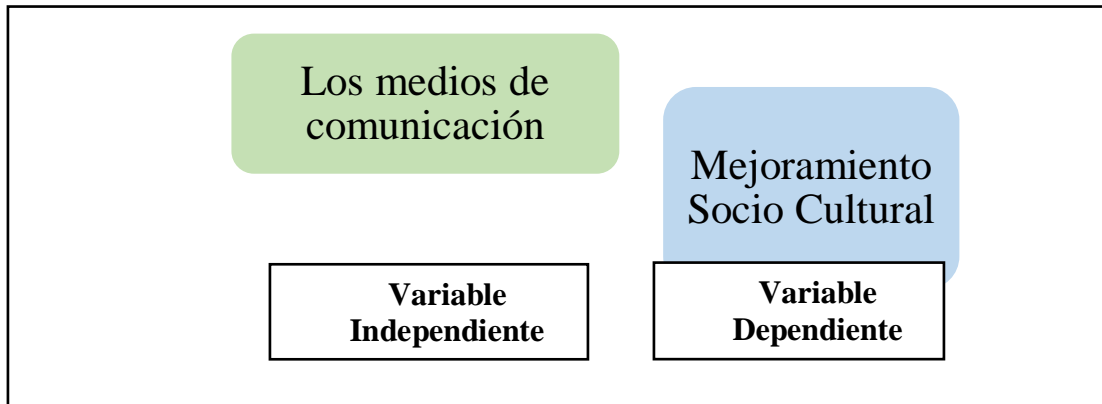 Los medios de
comunicación
Mejoramiento
Socio Cultural
Variable
Independiente
Variable
Dependiente